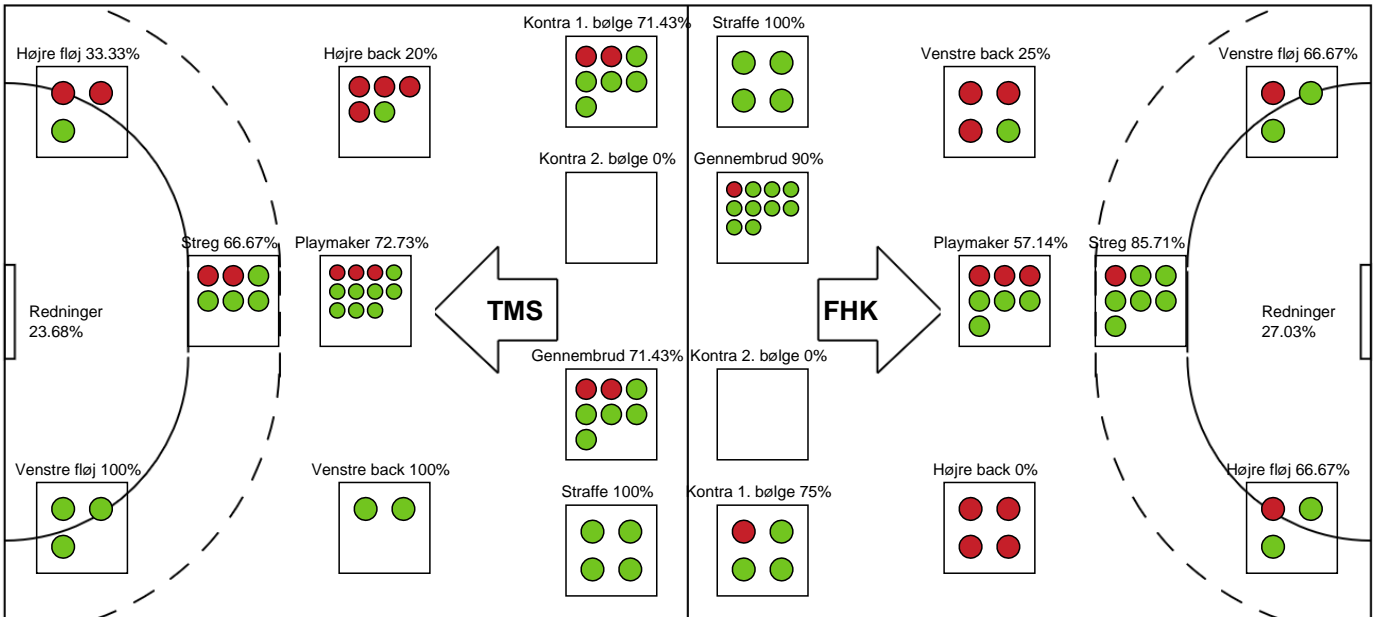 Kontra 1. bølge 71.43%
Straffe 100%
Højre fløj 33.33%
Højre back 20%
Venstre back 25%
Venstre fløj 66.67%
Kontra 2. bølge 0%
Gennembrud 90%
Streg 66.67%
Playmaker 72.73%
Playmaker 57.14%
Streg 85.71%
Redninger
23.68%
TMS
FHK
Redninger
27.03%
Gennembrud 71.43%
Kontra 2. bølge 0%
Venstre fløj 100%
Venstre back 100%
Straffe 100%
Kontra 1. bølge 75%
Højre back 0%
Højre fløj 66.67%